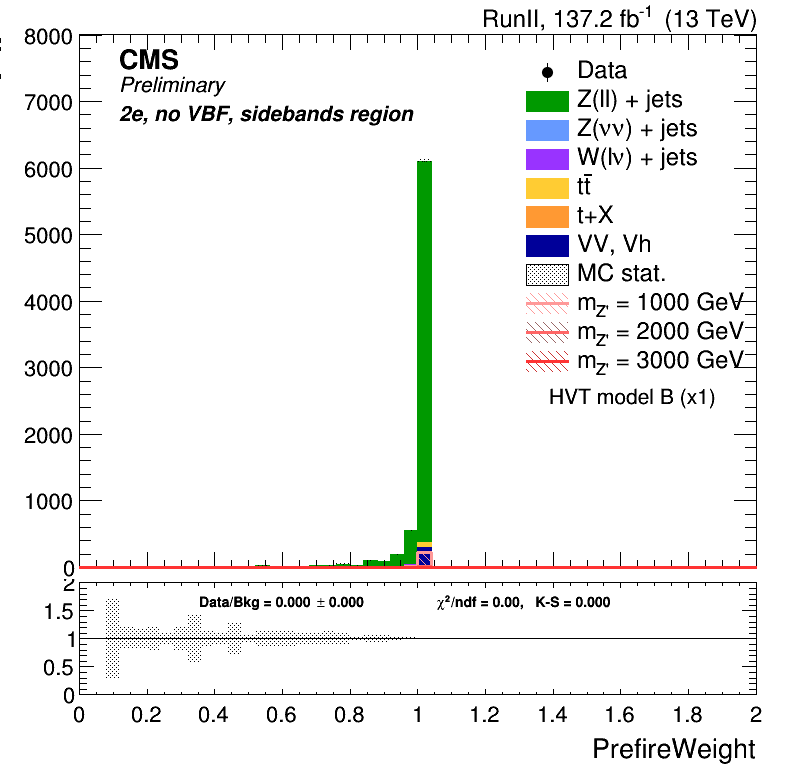 RunII, 137.2 fb⁻¹ (13 TeV)
8000
CMS
Preliminary
2e, no VBF, sidebands region
Data
Z(ll) + jets
Z(νν) + jets
W(lν) + jets
tt̄
t+X
VV, Vh
MC stat.
m_Z' = 1000 GeV
m_Z' = 2000 GeV
m_Z' = 3000 GeV
HVT model B (x1)
7000
6000
5000
4000
3000
2000
1000
0
2
Data/Bkg = 0.000 ± 0.000
χ²/ndf = 0.00, K-S = 0.000
1.5
1
0.5
0
0 0.2 0.4 0.6 0.8 1 1.2 1.4 1.6 1.8 2
PrefireWeight